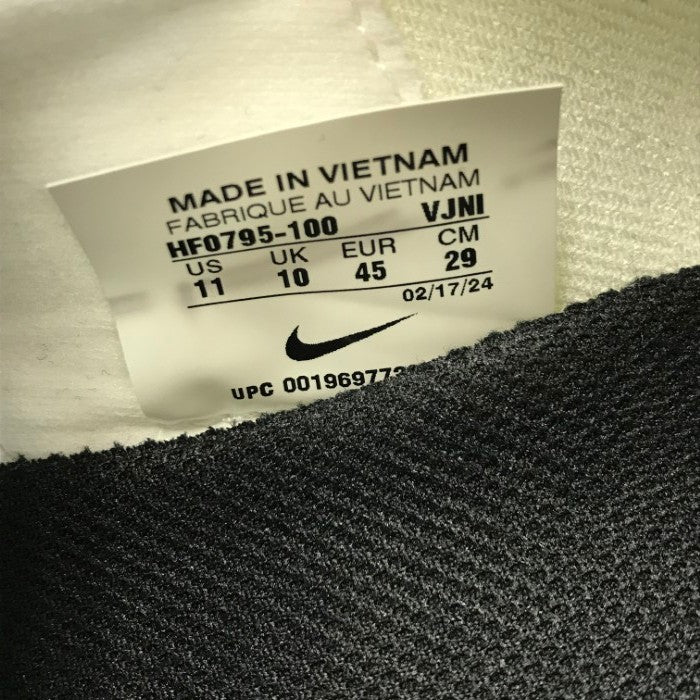 MADE IN VIETNAM
FABRIQUE AU VIETNAM
HF0795-100 VJNI
US UK EUR CM
11 10 45 29
02/17/24
UPC 00196977